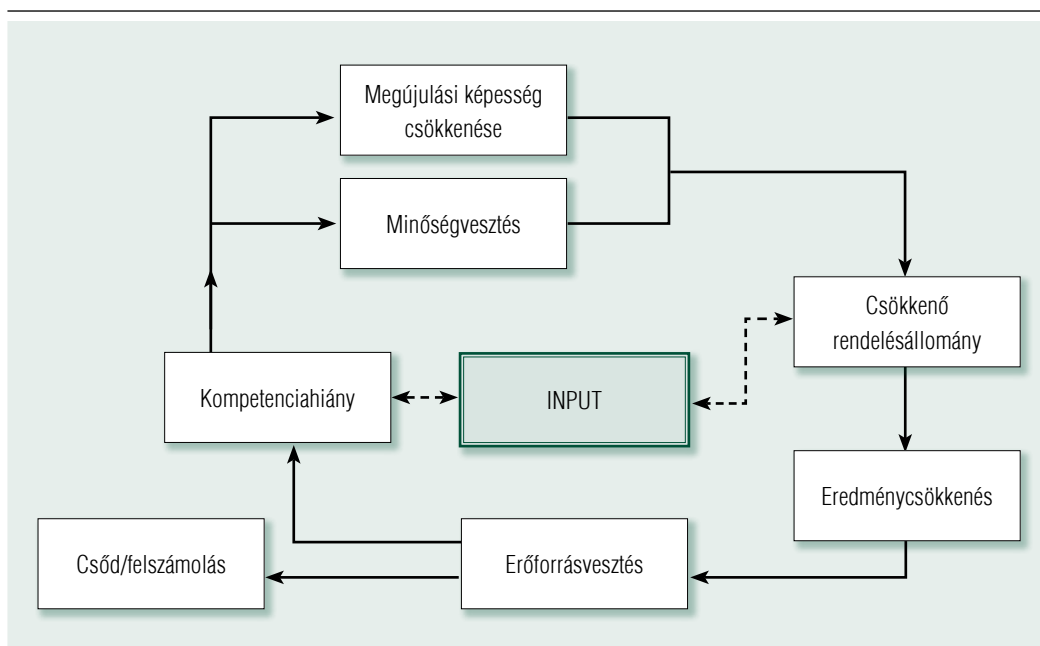 Megújulási képesség
csökkenése
Minőségvesztés
Csökkenő
rendelésállomány
Kompetenciahiány
INPUT
Eredménycsökkenés
Csőd/felszámolás
Erőforrásvesztés